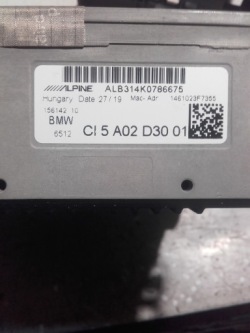 ALPINE ALB314K0786675
Hungary Date 27/19 Mac-Adr 1461023F7365
156142 10
BMW
6512 CI 5 A02 D30 01